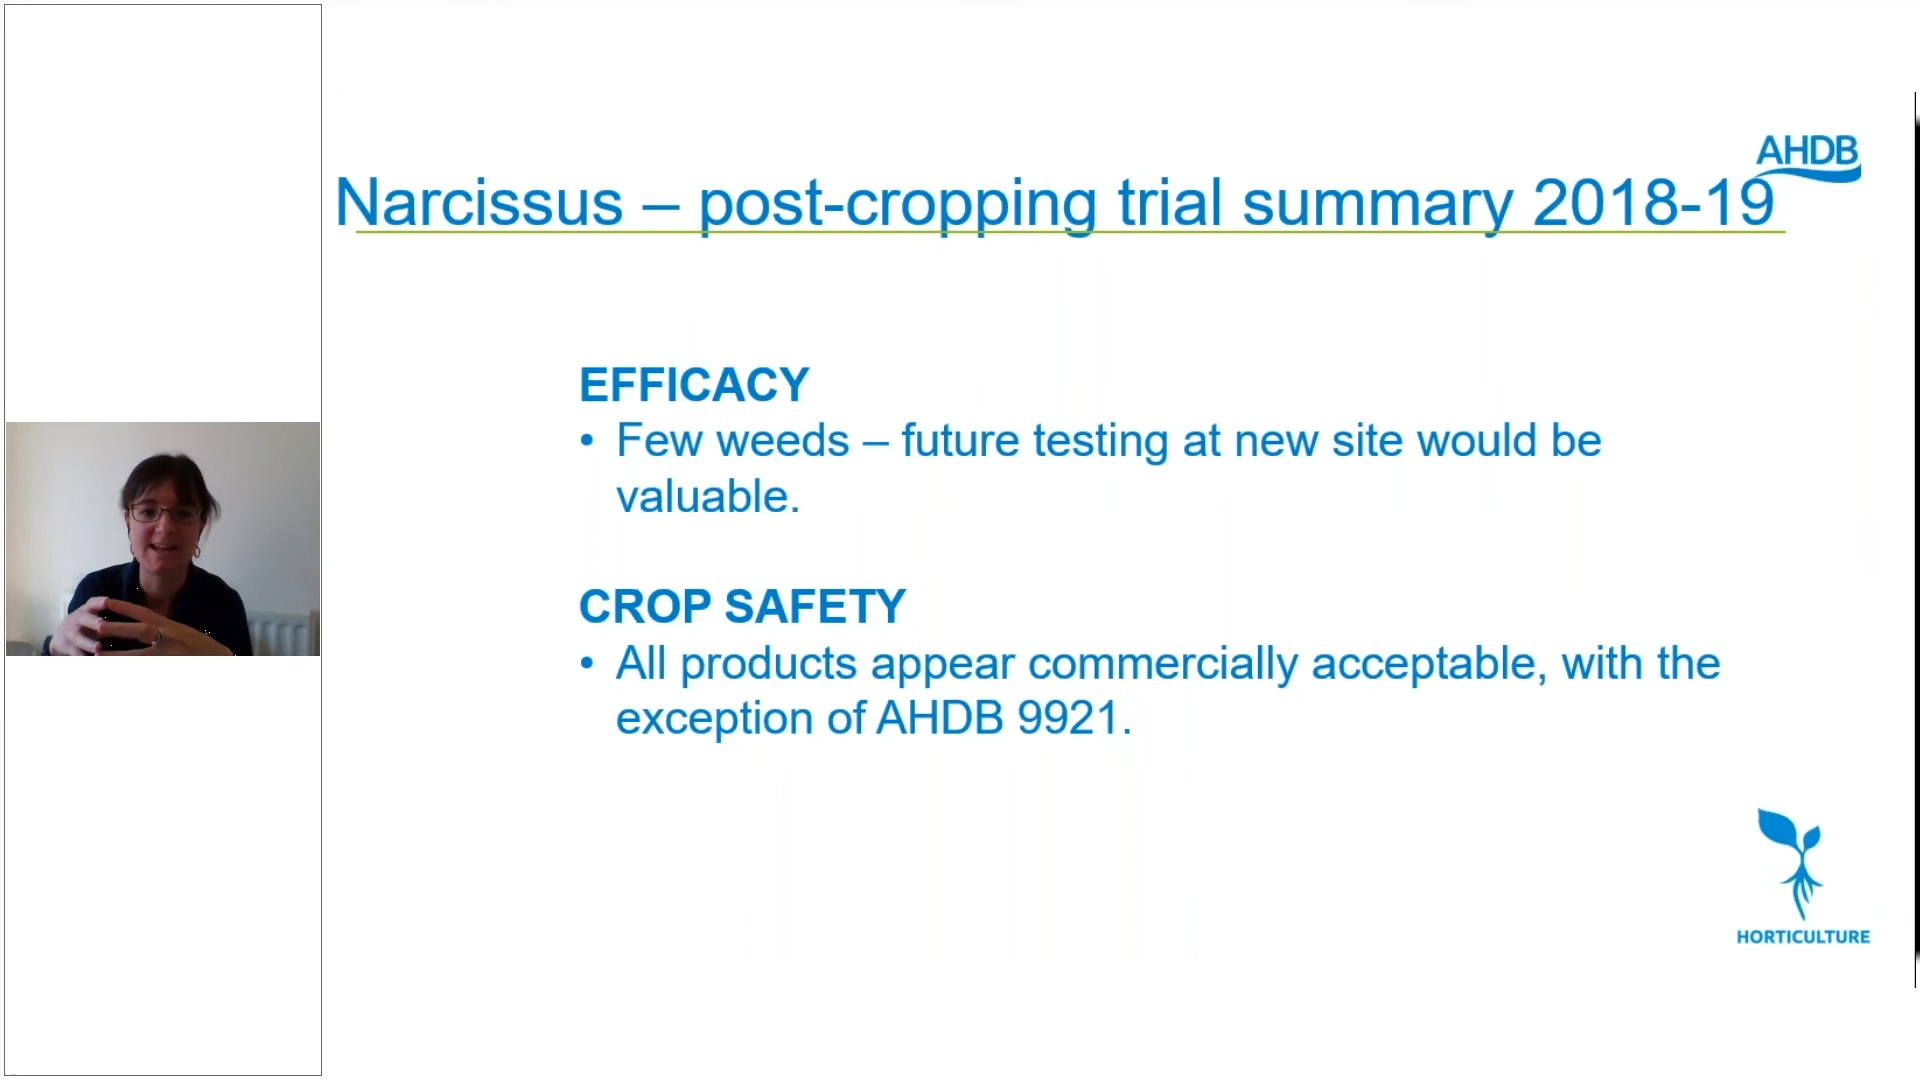 AHDB
Narcissus – post-cropping trial summary 2018-19
EFFICACY
• Few weeds – future testing at new site would be
valuable.
CROP SAFETY
• All products appear commercially acceptable, with the
exception of AHDB 9921.
HORTICULTURE